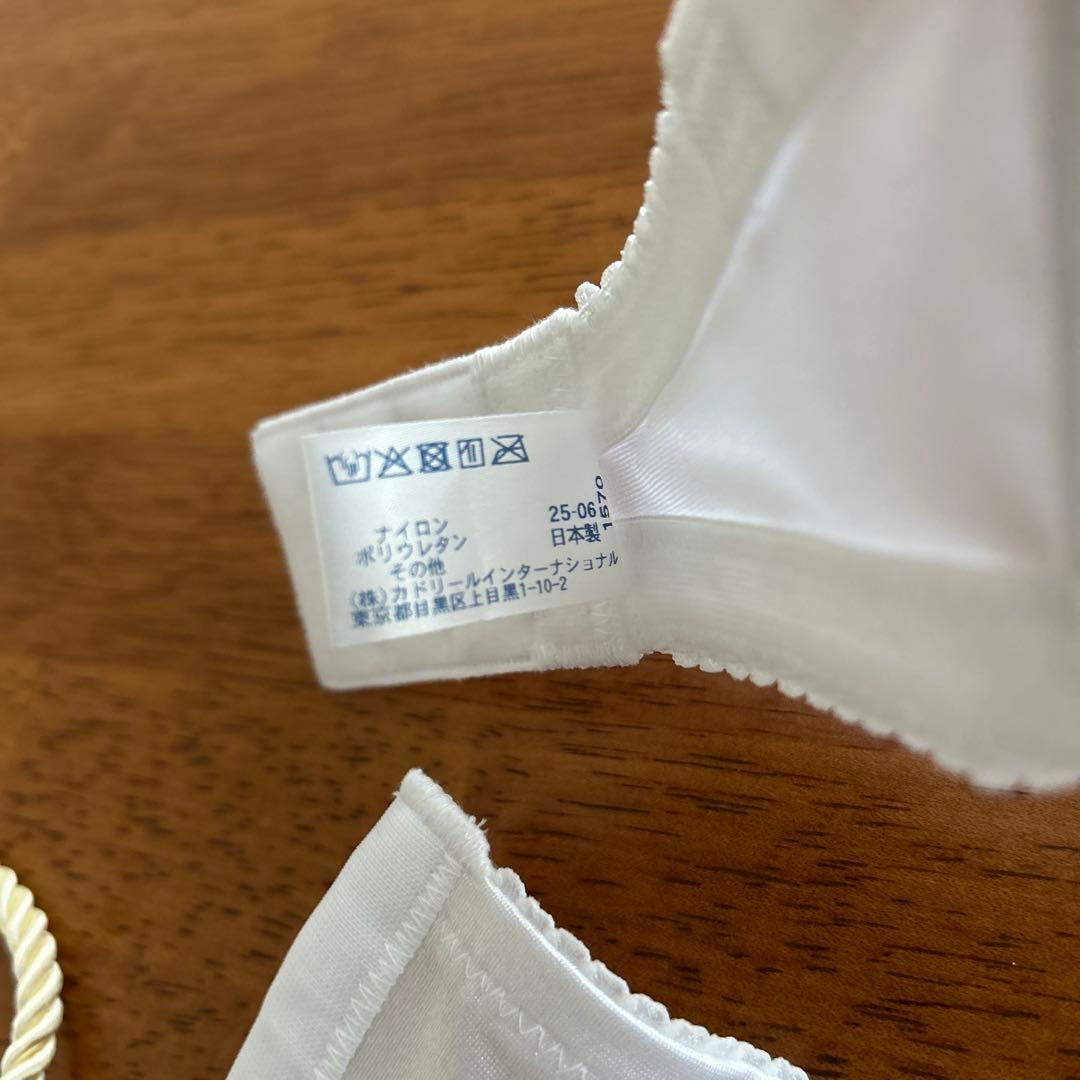 25-06
1570
ナイロン
日本製
ポリウレタン
その他
(株)カドリールインターナショナル
東京都目黒区上目黒1-10-2